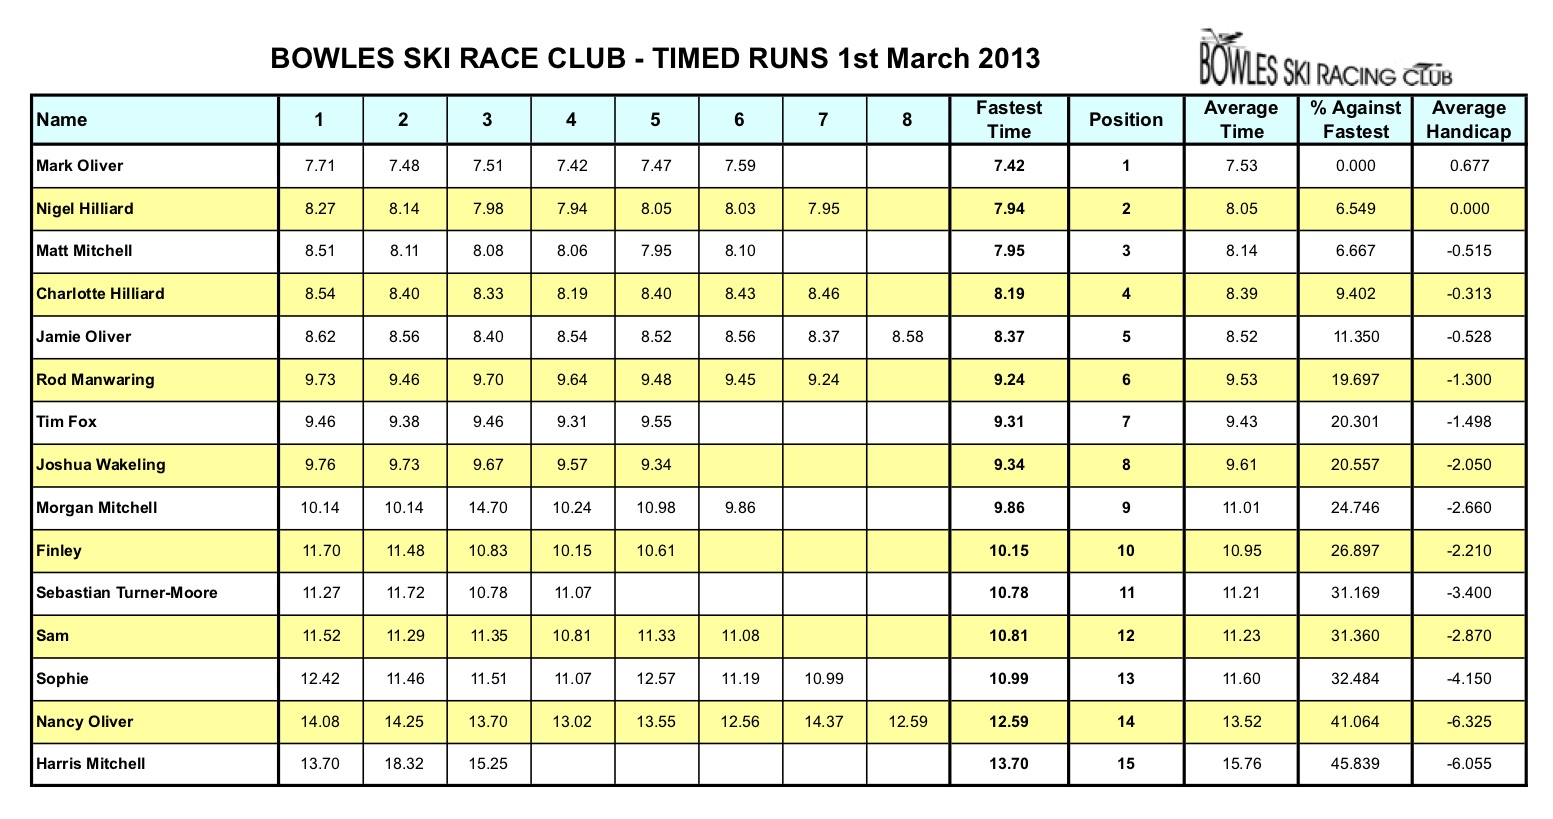 BOWLES SKI RACE CLUB - TIMED RUNS 1st March 2013
BOWLES SKI RACING CLUB
Name 1 2 3 4 5 6 7 8 Fastest Time Position Average Time % Against Fastest Average Handicap
Mark Oliver 7.71 7.48 7.51 7.42 7.47 7.59 7.42 1 7.53 0.000 0.677
Nigel Hilliard 8.27 8.14 7.98 7.94 8.05 8.03 7.95 7.94 2 8.05 6.549 0.000
Matt Mitchell 8.51 8.11 8.08 8.06 7.95 8.10 7.95 3 8.14 6.667 -0.515
Charlotte Hilliard 8.54 8.40 8.33 8.19 8.40 8.43 8.46 8.19 4 8.39 9.402 -0.313
Jamie Oliver 8.62 8.56 8.40 8.54 8.52 8.56 8.37 8.58 8.37 5 8.52 11.350 -0.528
Rod Manwaring 9.73 9.46 9.70 9.64 9.48 9.45 9.24 9.24 6 9.53 19.697 -1.300
Tim Fox 9.46 9.38 9.46 9.31 9.55 9.31 7 9.43 20.301 -1.498
Joshua Wakeling 9.76 9.73 9.67 9.57 9.34 9.34 8 9.61 20.557 -2.050
Morgan Mitchell 10.14 10.14 14.70 10.24 10.98 9.86 9.86 9 11.01 24.746 -2.660
Finley 11.70 11.48 10.83 10.15 10.61 10.15 10 10.95 26.897 -2.210
Sebastian Turner-Moore 11.27 11.72 10.78 11.07 10.78 11 11.21 31.169 -3.400
Sam 11.52 11.29 11.35 10.81 11.33 11.08 10.81 12 11.23 31.360 -2.870
Sophie 12.42 11.46 11.51 11.07 12.57 11.19 10.99 10.99 13 11.60 32.484 -4.150
Nancy Oliver 14.08 14.25 13.70 13.02 13.55 12.56 14.37 12.59 12.59 14 13.52 41.064 -6.325
Harris Mitchell 13.70 18.32 15.25 13.70 15 15.76 45.839 -6.055